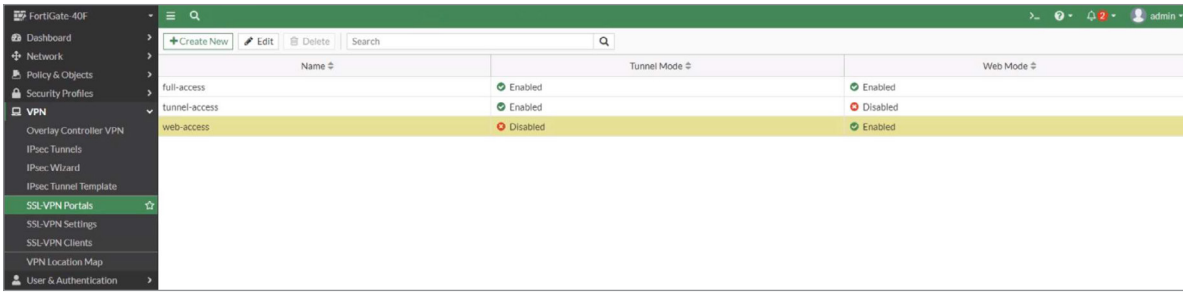 FortiGate-40F
>_ 2 admin
Dashboard
Network
Policy & Objects
Security Profiles
VPN
Overlay Controller VPN
IPsec Tunnels
IPsec Wizard
IPsec Tunnel Template
SSL-VPN Portals
SSL-VPN Settings
SSL-VPN Clients
VPN Location Map
User & Authentication
+Create New Edit Delete Search
Name Tunnel Mode Web Mode
full-access Enabled Enabled
tunnel-access Enabled Disabled
web-access Disabled Enabled